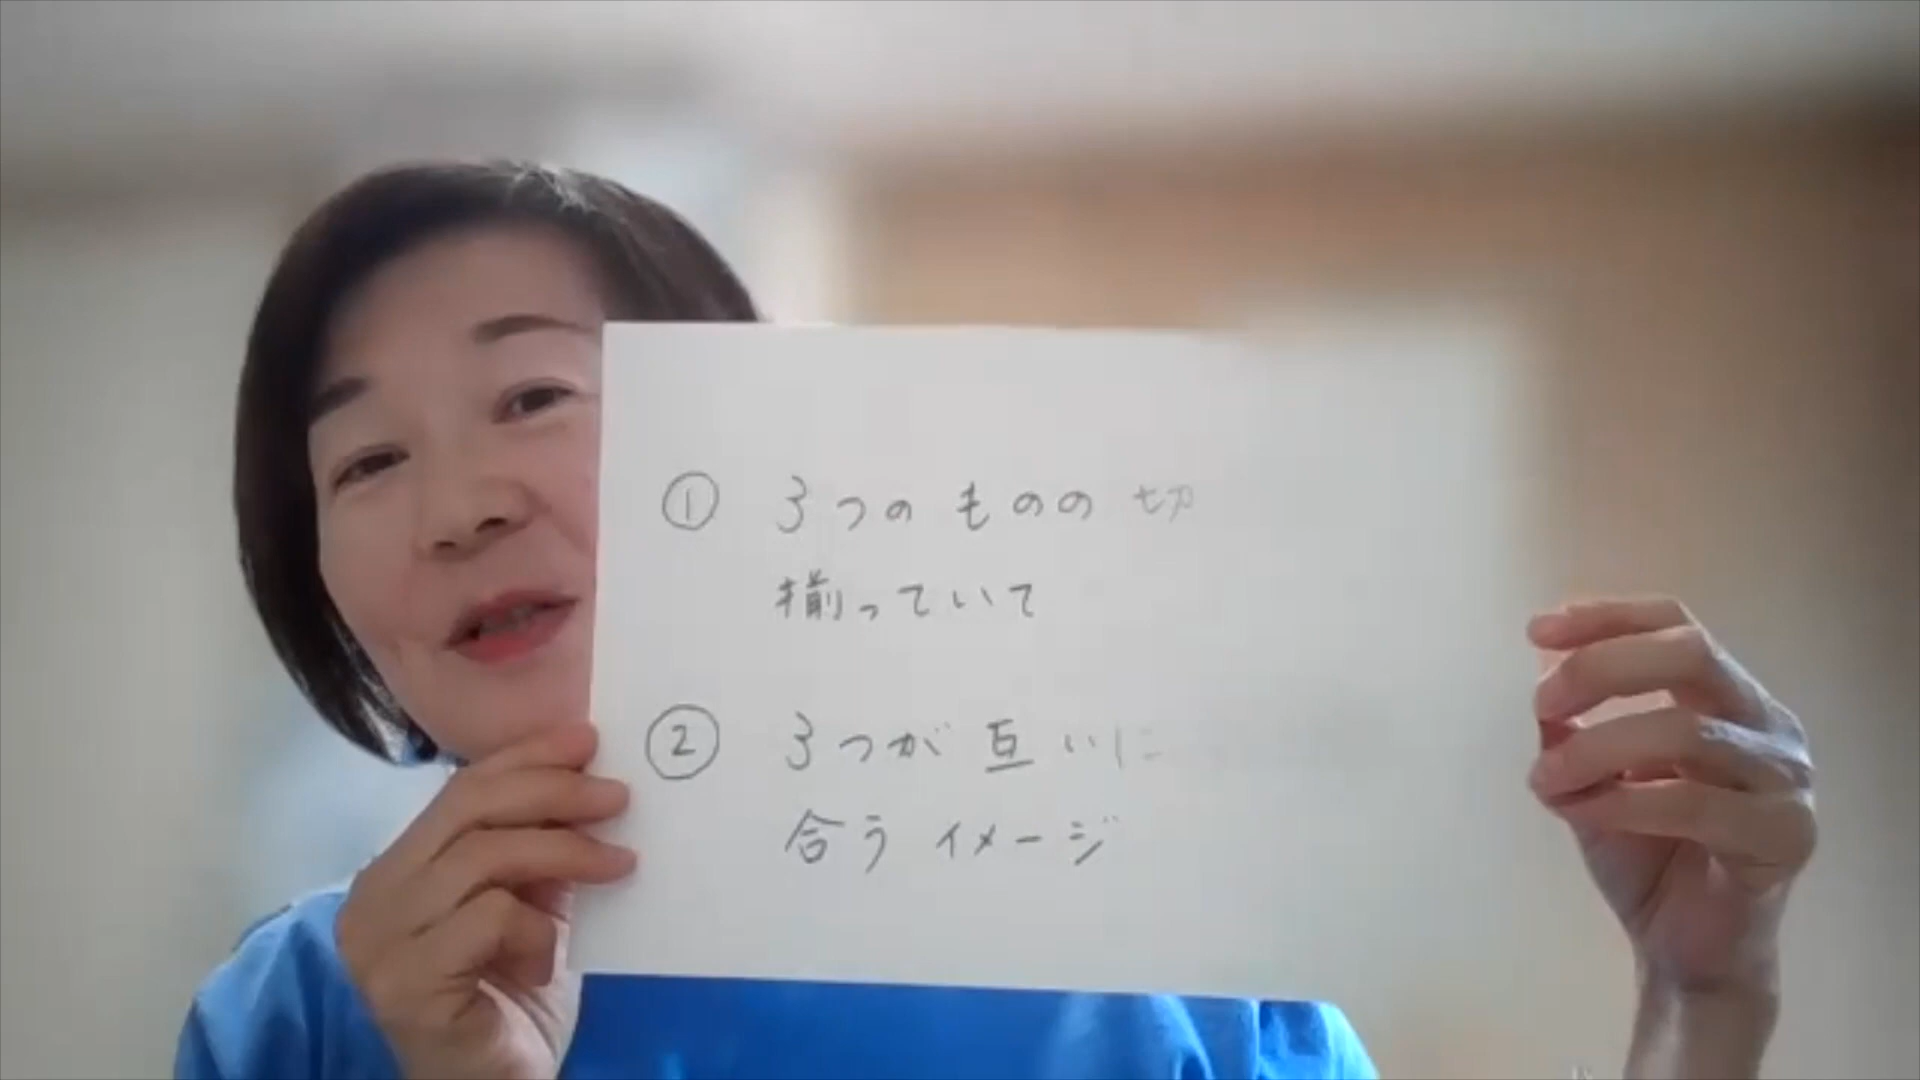 ① 3つのものの切
揃っていて
② 3つが互いに
合うイメージ